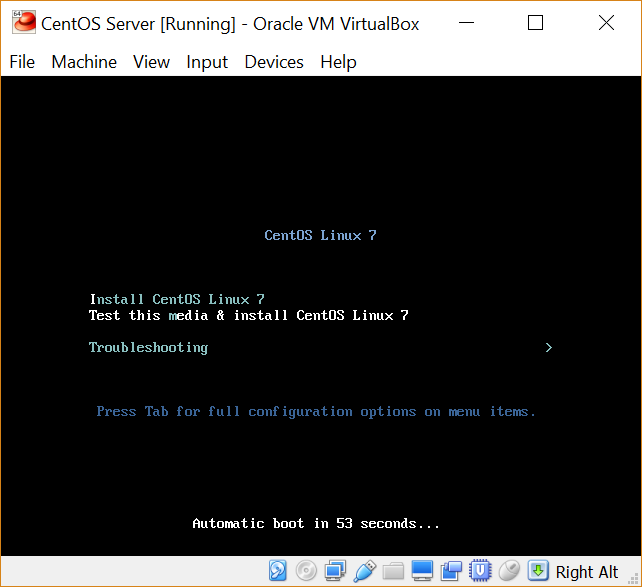 CentOS Server [Running] - Oracle VM VirtualBox
File Machine View Input Devices Help
CentOS Linux 7
Install CentOS Linux 7
Test this media & install CentOS Linux 7
Troubleshooting >
Press Tab for full configuration options on menu items.
Automatic boot in 53 seconds...
Right Alt